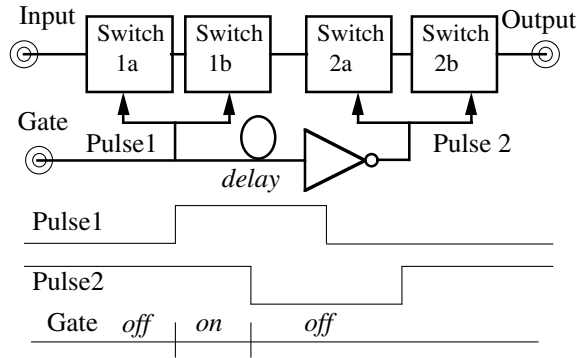 Input
Output
Switch 1a
Switch 1b
Switch 2a
Switch 2b
Gate
Pulse1
delay
Pulse 2
Pulse1
Pulse2
Gate off on off